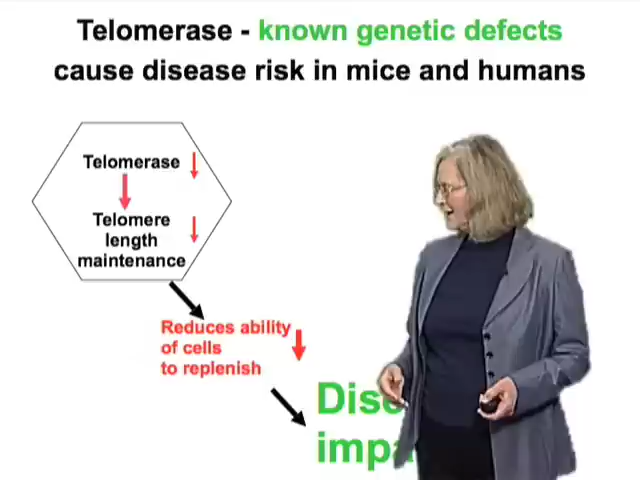 Telomerase - known genetic defects
cause disease risk in mice and humans
Telomerase
Telomere
length
maintenance
Reduces ability
of cells
to replenish